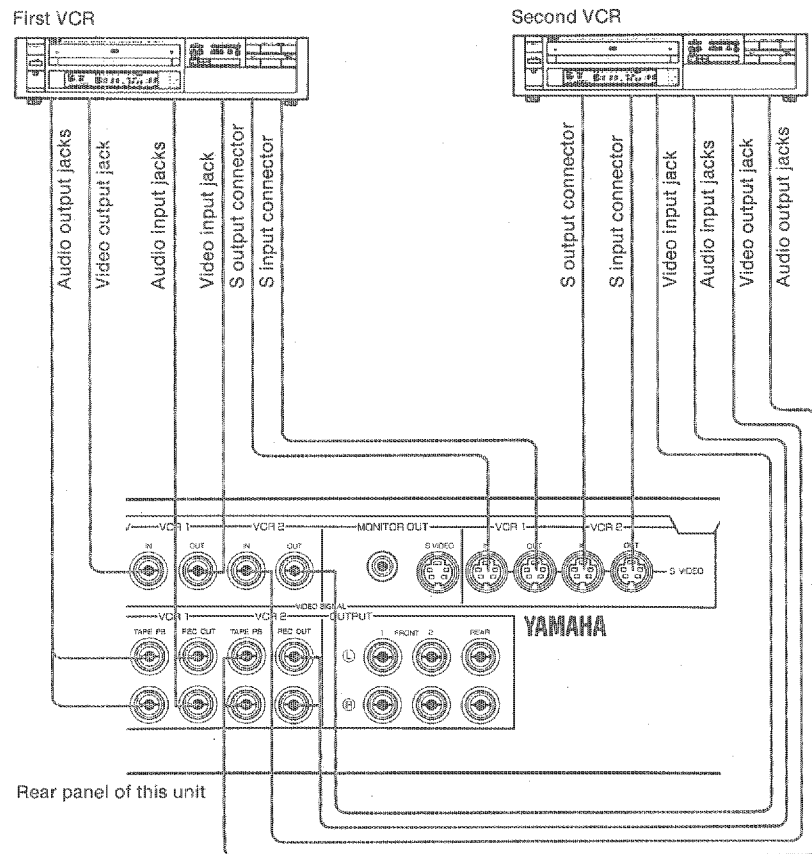 First VCR
Second VCR
Audio output jacks
Video output jack
Audio input jacks
Video input jack
S output connector
S input connector
S output connector
S input connector
Video input jack
Audio input jacks
Video output jack
Audio output jacks
VCR 1 VCR 2 MONITOR OUT VCR 1 VCR 2
IN OUT IN OUT S VIDEO IN OUT IN OUT
S VIDEO
VIDEO SIGNAL
VCR 1 VCR 2 OUTPUT
TAPE PB REC OUT TAPE PB REC OUT 1 FRONT 2 REAR
L
R
YAMAHA
Rear panel of this unit